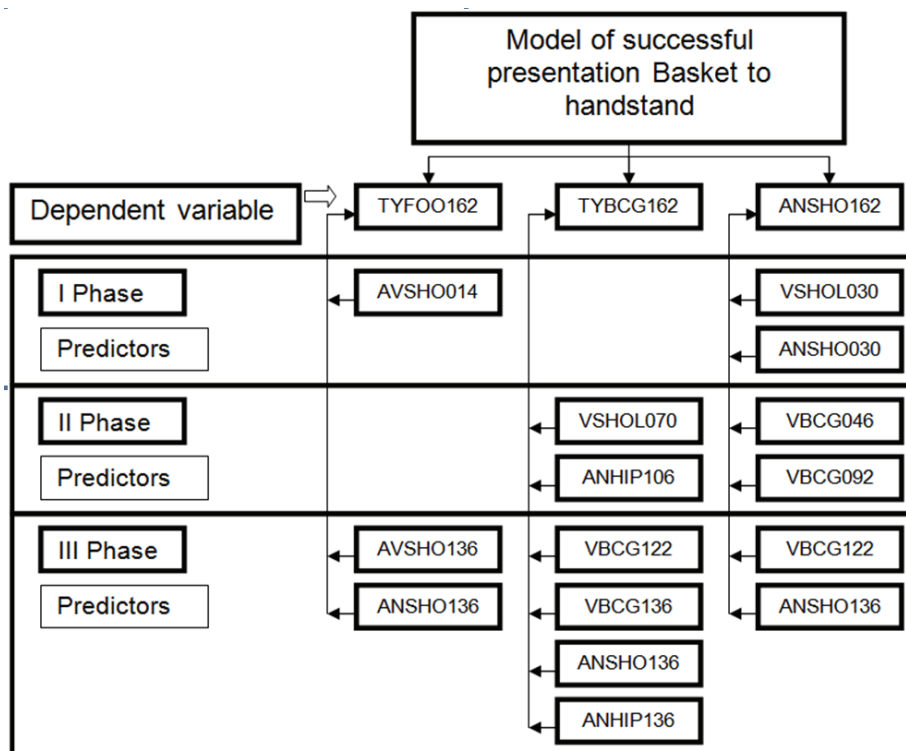 Model of successful
presentation Basket to
handstand
Dependent variable
TYFOO162
TYBCG162
ANSHO162
I Phase
AVSHO014
VSHOL030
Predictors
ANSHO030
II Phase
VSHOL070
VBCG046
Predictors
ANHIP106
VBCG092
III Phase
AVSHO136
VBCG122
VBCG122
Predictors
ANSHO136
VBCG136
ANSHO136
ANSHO136
ANHIP136